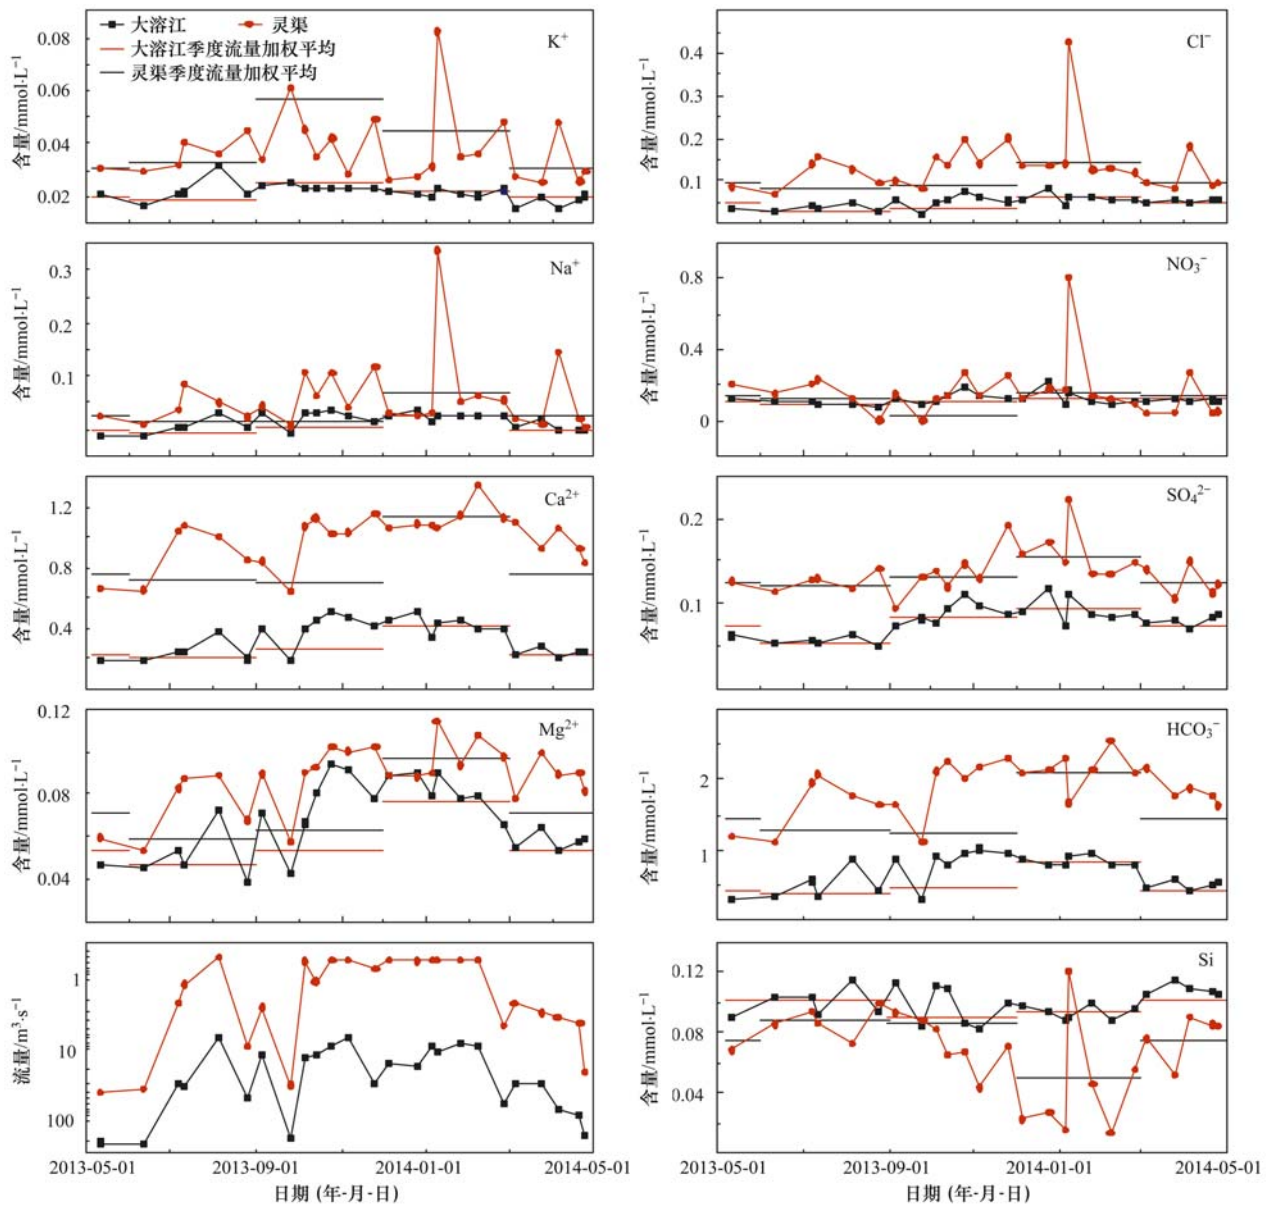 大溶江 灵渠
大溶江季度流量加权平均
灵渠季度流量加权平均
K⁺
0.08
0.06
0.04
0.02
含量/mmol·L⁻¹
Cl⁻
0.4
0.3
0.2
0.1
含量/mmol·L⁻¹
Na⁺
0.3
0.2
0.1
含量/mmol·L⁻¹
NO₃⁻
0.8
0.4
0
含量/mmol·L⁻¹
Ca²⁺
1.2
0.8
0.4
含量/mmol·L⁻¹
SO₄²⁻
0.2
0.1
含量/mmol·L⁻¹
Mg²⁺
0.12
0.08
0.04
含量/mmol·L⁻¹
HCO₃⁻
2
1
含量/mmol·L⁻¹
1
10
100
流量/m³·s⁻¹
2013-05-01 2013-09-01 2014-01-01 2014-05-01
日期 (年-月-日)
Si
0.12
0.08
0.04
含量/mmol·L⁻¹
2013-05-01 2013-09-01 2014-01-01 2014-05-01
日期 (年-月-日)